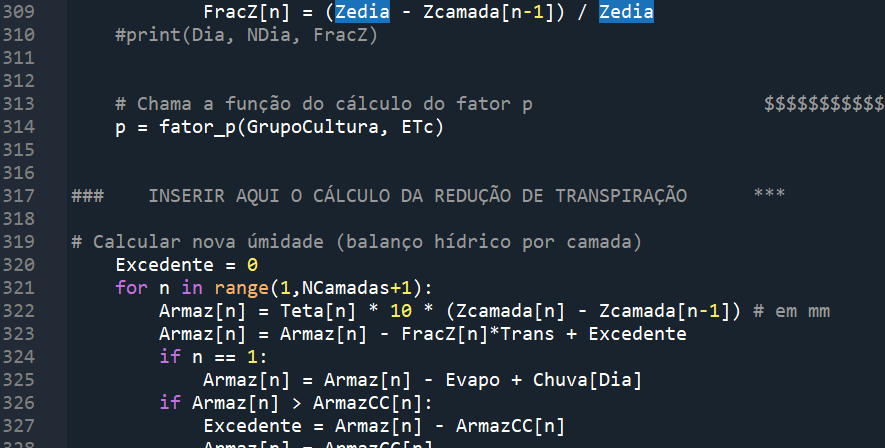 309 FracZ[n] = (Zedia - Zcamada[n-1]) / Zedia
310 #print(Dia, NDia, FracZ)
311
312
313 # Chama a função do cálculo do fator p $$$$$$$$$$$
314 p = fator_p(GrupoCultura, ETc)
315
316
317 ### INSERIR AQUI O CÁLCULO DA REDUÇÃO DE TRANSPIRAÇÃO ***
318
319 # Calcular nova úmidade (balanço hídrico por camada)
320 Excedente = 0
321 for n in range(1,NCamadas+1):
322 Armaz[n] = Teta[n] * 10 * (Zcamada[n] - Zcamada[n-1]) # em mm
323 Armaz[n] = Armaz[n] - FracZ[n]*Trans + Excedente
324 if n == 1:
325 Armaz[n] = Armaz[n] - Evapo + Chuva[Dia]
326 if Armaz[n] > ArmazCC[n]:
327 Excedente = Armaz[n] - ArmazCC[n]
328 Armaz[n] = ArmazCC[n]